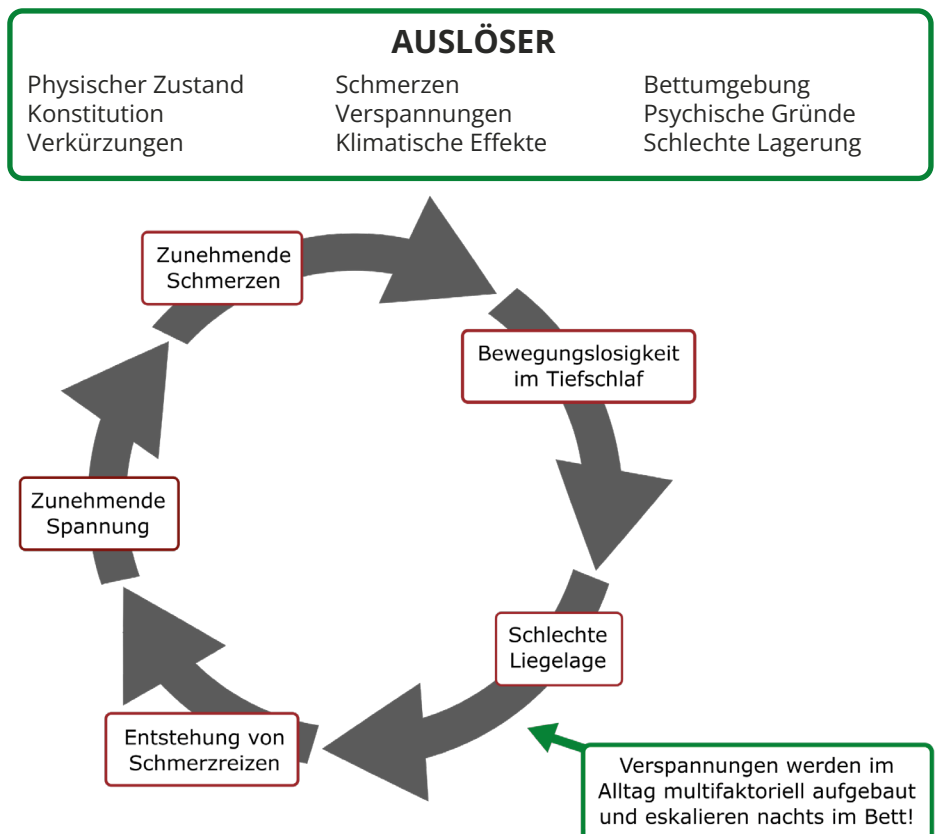 AUSLÖSER
Physischer Zustand
Konstitution
Verkürzungen
Schmerzen
Verspannungen
Klimatische Effekte
Bettumgebung
Psychische Gründe
Schlechte Lagerung
Zunehmende
Schmerzen
Bewegungslosigkeit
im Tiefschlaf
Schlechte
Liegelage
Entstehung von
Schmerzreizen
Zunehmende
Spannung
Verspannungen werden im
Alltag multifaktoriell aufgebaut
und eskalieren nachts im Bett!